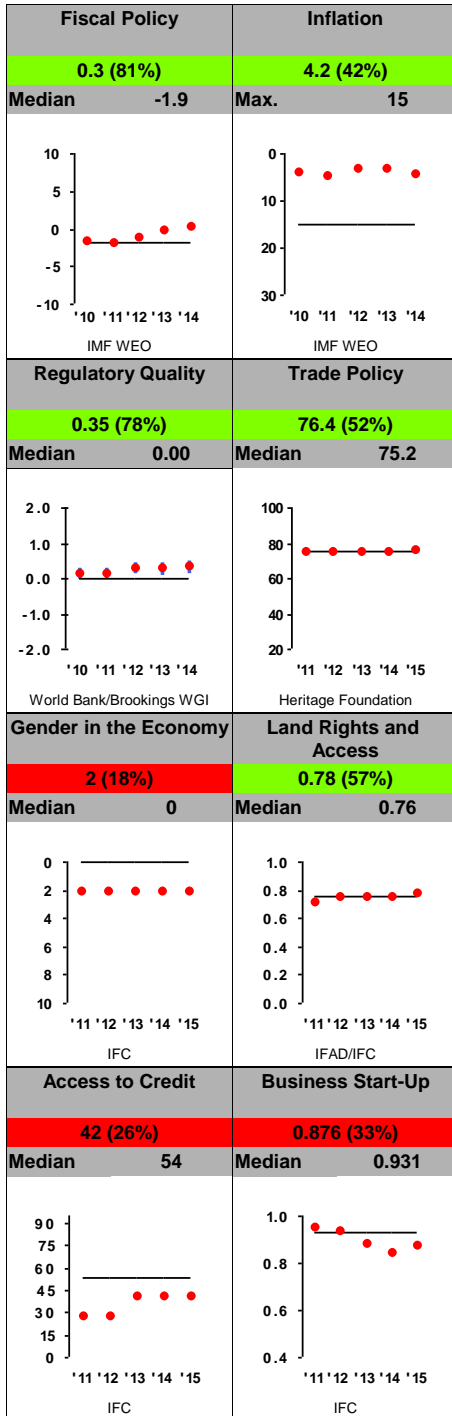 Fiscal Policy
0.3 (81%)
Median -1.9
10
5
0
-5
-10
'10 '11 '12 '13 '14
IMF WEO
Inflation
4.2 (42%)
Max. 15
0
10
20
30
'10 '11 '12 '13 '14
IMF WEO
Regulatory Quality
0.35 (78%)
Median 0.00
2.0
1.0
0.0
-1.0
-2.0
'10 '11 '12 '13 '14
World Bank/Brookings WGI
Trade Policy
76.4 (52%)
Median 75.2
100
80
60
40
20
'11 '12 '13 '14 '15
Heritage Foundation
Gender in the Economy
2 (18%)
Median 0
0
2
4
6
8
10
'11 '12 '13 '14 '15
IFC
Land Rights and
Access
0.78 (57%)
Median 0.76
1.0
0.8
0.6
0.4
0.2
0.0
'11 '12 '13 '14 '15
IFAD/IFC
Access to Credit
42 (26%)
Median 54
90
75
60
45
30
15
0
'11 '12 '13 '14 '15
IFC
Business Start-Up
0.876 (33%)
Median 0.931
1.0
0.8
0.6
0.4
'11 '12 '13 '14 '15
IFC